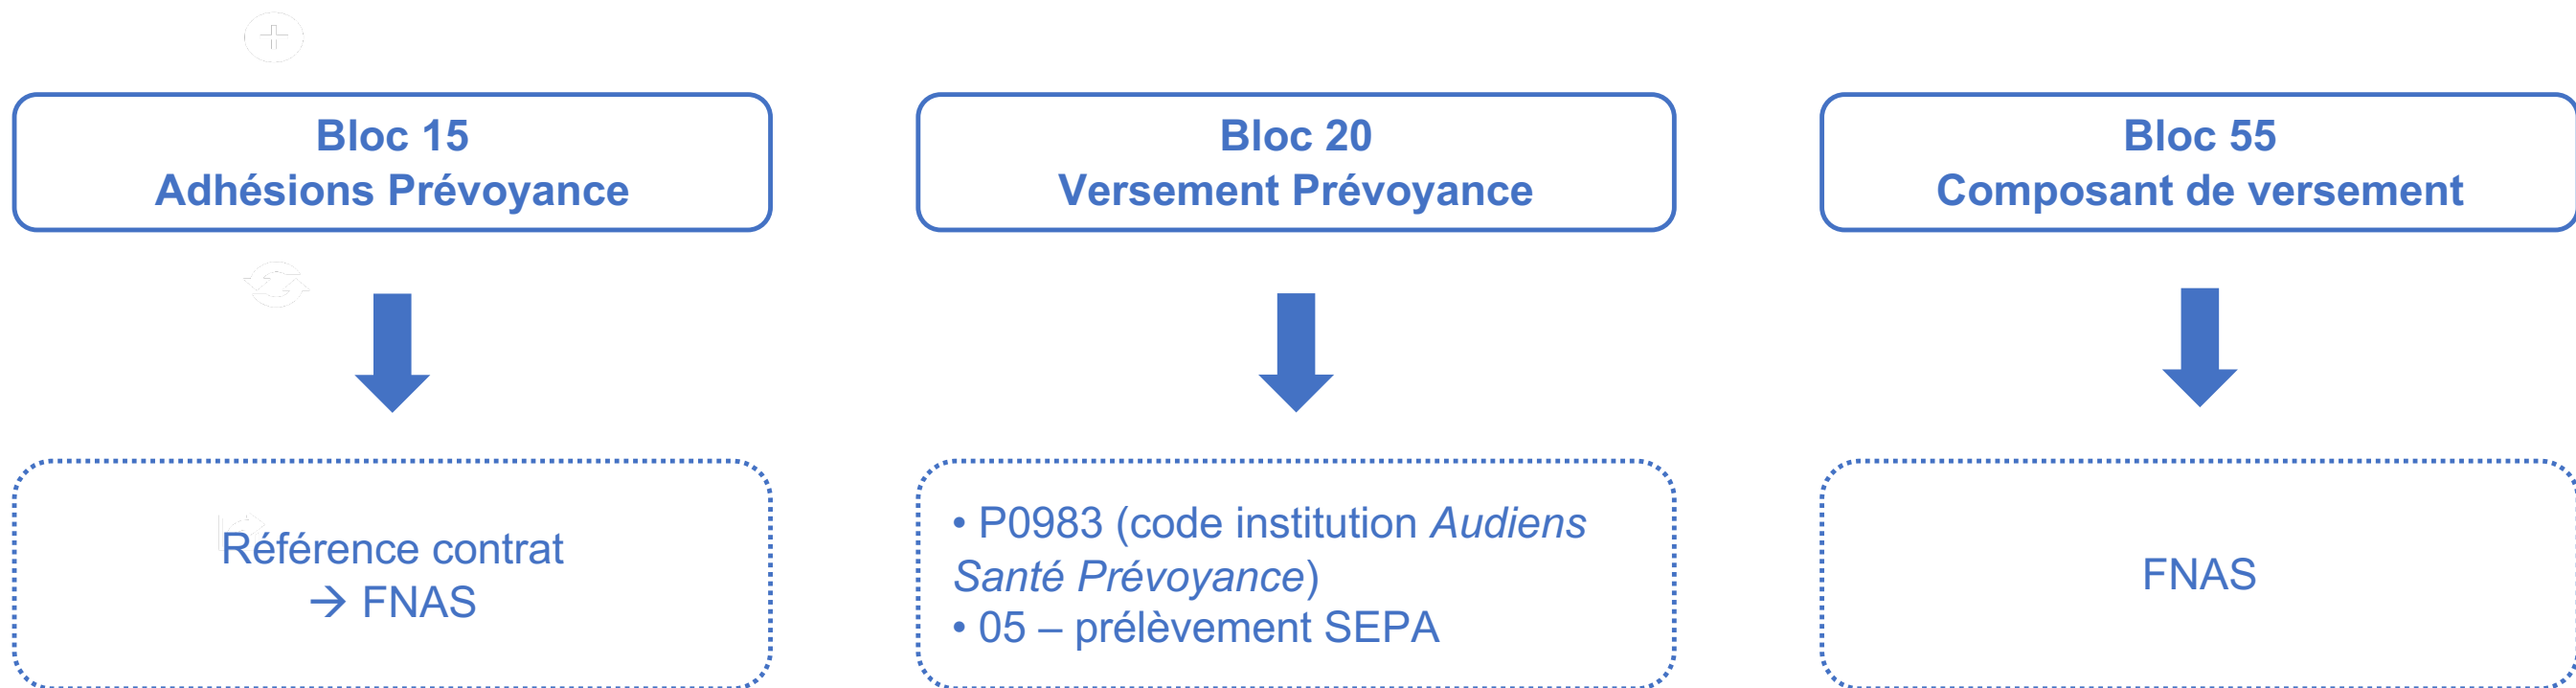 Bloc 15
Adhésions Prévoyance
Référence contrat
→ FNAS
Bloc 20
Versement Prévoyance
• P0983 (code institution Audiens
Santé Prévoyance)
• 05 – prélèvement SEPA
Bloc 55
Composant de versement
FNAS